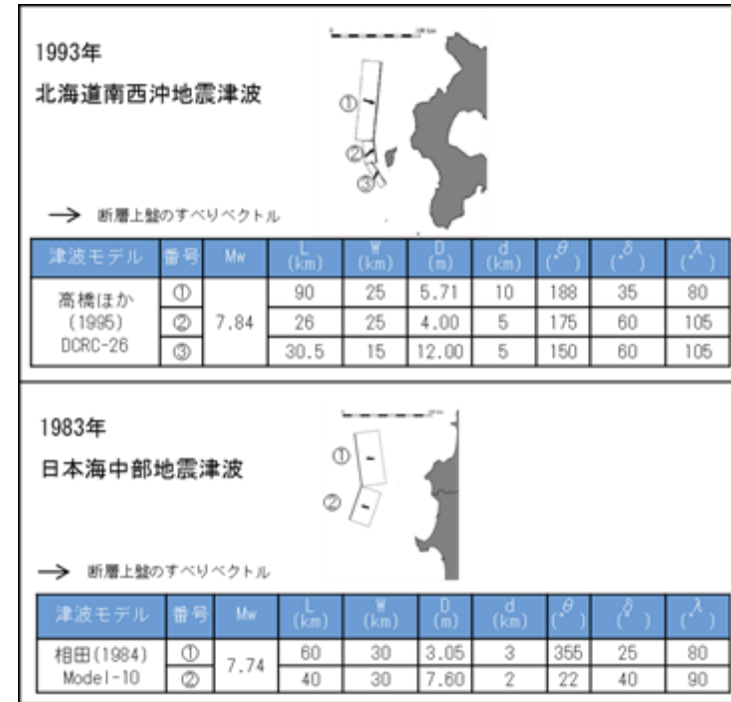 1993年
北海道南西沖地震津波
①
②
③
→ 断層上盤のすべりベクトル
津波モデル 番号 Mw L (km) W (km) D (m) d (km) θ (°) δ (°) λ (°)
高橋ほか (1995) DCRC-26 7.84
① 90 25 5.71 10 188 35 80
② 26 25 4.00 5 175 60 105
③ 30.5 15 12.00 5 150 60 105
1983年
日本海中部地震津波
①
②
→ 断層上盤のすべりベクトル
津波モデル 番号 Mw L (km) W (km) D (m) d (km) θ (°) δ (°) λ (°)
相田(1984) Model-10 7.74
① 60 30 3.05 3 355 25 80
② 40 30 7.60 2 22 40 90